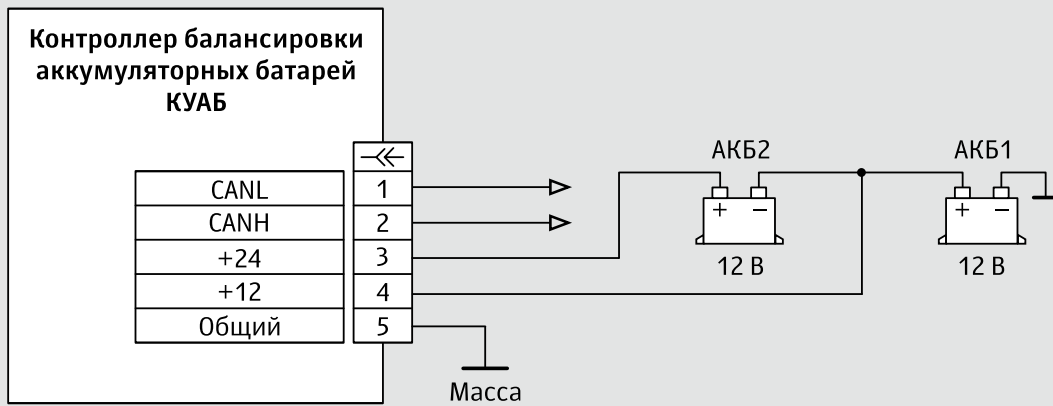 Контроллер балансировки
аккумуляторных батарей
КУАБ
АКБ2
АКБ1
CANL 1
CANH 2
+24 3
+12 4
Общий 5
+ −
+ −
12 В
12 В
Масса